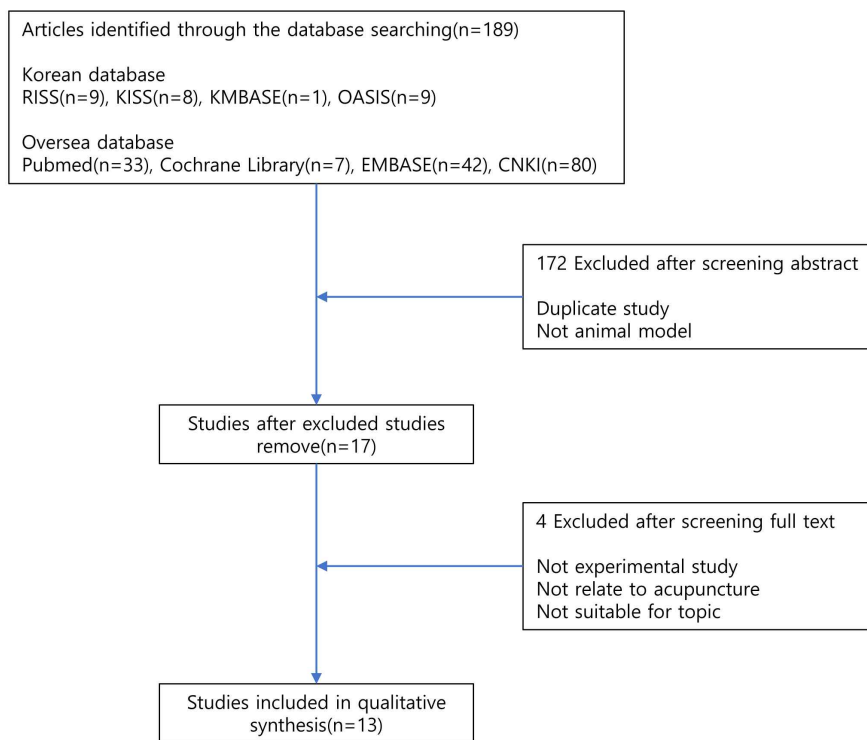 Articles identified through the database searching(n=189)
Korean database
RISS(n=9), KISS(n=8), KMBASE(n=1), OASIS(n=9)
Oversea database
Pubmed(n=33), Cochrane Library(n=7), EMBASE(n=42), CNKI(n=80)
172 Excluded after screening abstract
Duplicate study
Not animal model
Studies after excluded studies
remove(n=17)
4 Excluded after screening full text
Not experimental study
Not relate to acupuncture
Not suitable for topic
Studies included in qualitative
synthesis(n=13)